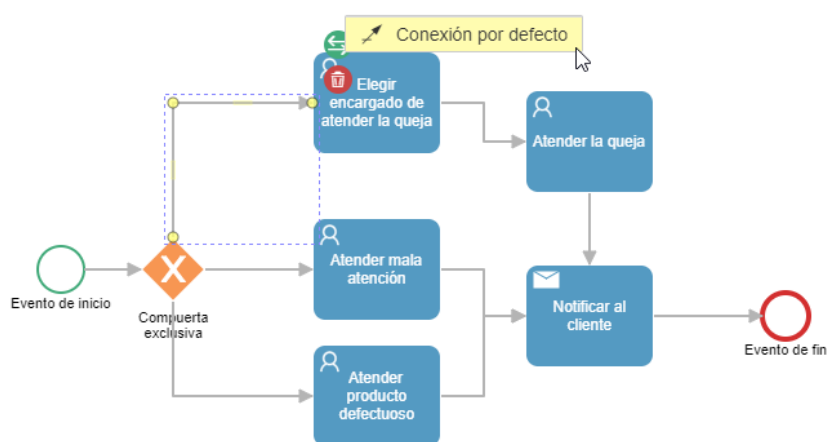 Conexión por defecto
Elegir
encargado de
atender la queja
Atender la queja
Atender mala
atención
Evento de inicio
Compuerta
exclusiva
Notificar al
cliente
Evento de fin
Atender
producto
defectuoso